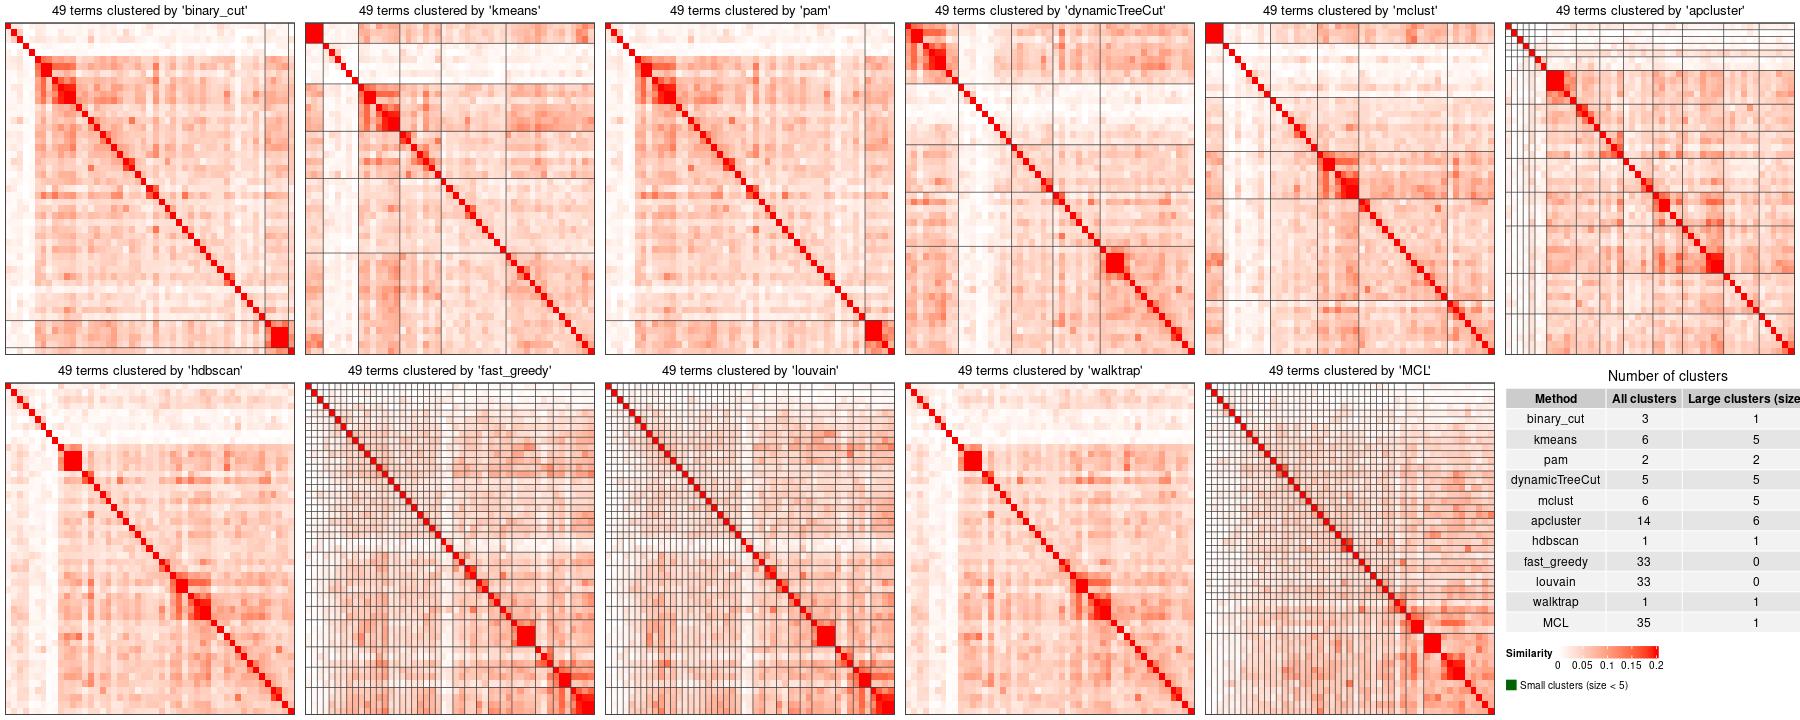 49 terms clustered by 'binary_cut'
49 terms clustered by 'kmeans'
49 terms clustered by 'pam'
49 terms clustered by 'dynamicTreeCut'
49 terms clustered by 'mclust'
49 terms clustered by 'apcluster'
49 terms clustered by 'hdbscan'
49 terms clustered by 'fast_greedy'
49 terms clustered by 'louvain'
49 terms clustered by 'walktrap'
49 terms clustered by 'MCL'
Number of clusters
Method All clusters Large clusters (size
binary_cut 3 1
kmeans 6 5
pam 2 2
dynamicTreeCut 5 5
mclust 6 5
apcluster 14 6
hdbscan 1 1
fast_greedy 33 0
louvain 33 0
walktrap 1 1
MCL 35 1
Similarity
0 0.05 0.1 0.15 0.2
Small clusters (size < 5)